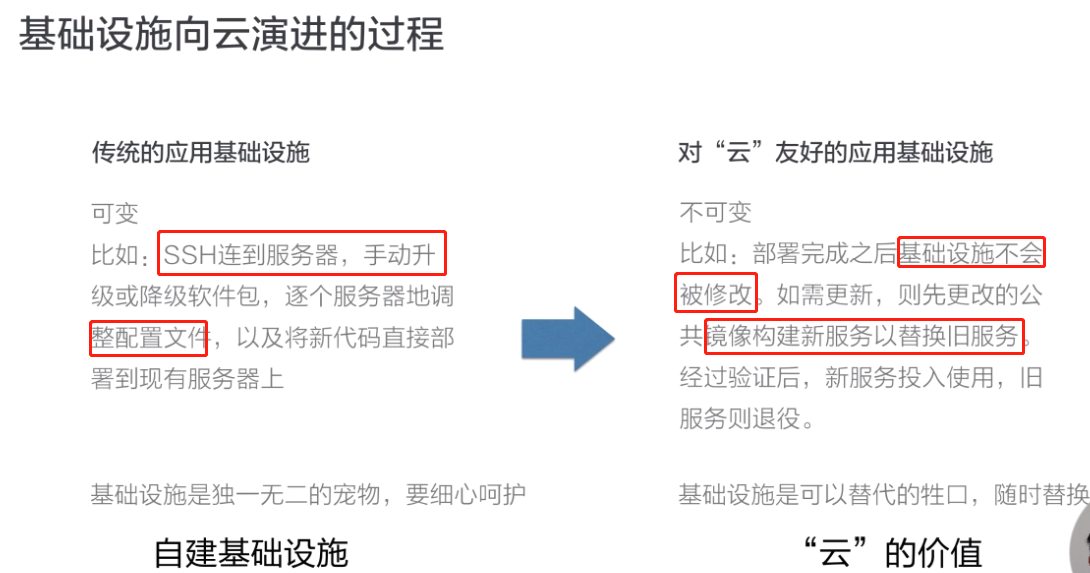 基础设施向云演进的过程
传统的应用基础设施
可变
比如：SSH连到服务器，手动升
级或降级软件包，逐个服务器地调
整配置文件，以及将新代码直接部
署到现有服务器上
基础设施是独一无二的宠物，要细心呵护
自建基础设施
对“云”友好的应用基础设施
不可变
比如：部署完成之后基础设施不会
被修改。如需更新，则先更改的公
共镜像构建新服务以替换旧服务。
经过验证后，新服务投入使用，旧
服务则退役。
基础设施是可以替代的牲口，随时替换
“云”的价值